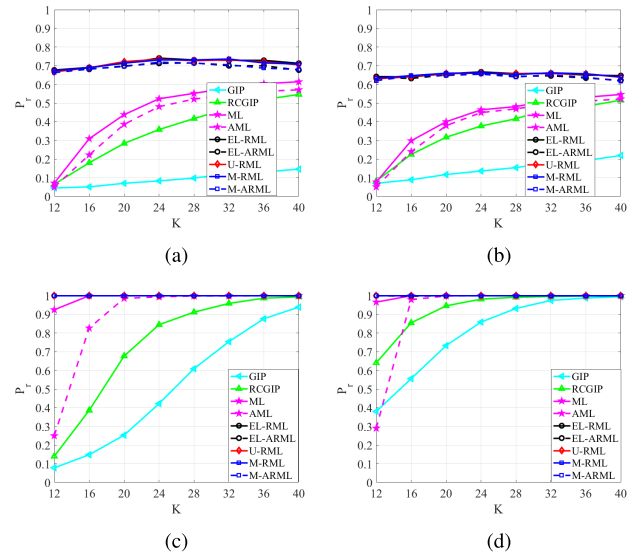 1
0.9
0.8
0.7
0.6
0.5
0.4
0.3
0.2
0.1
0
P_r
12 16 20 24 28 32 36 40
K
GIP
RCGIP
ML
AML
EL-RML
EL-ARML
U-RML
M-RML
M-ARML
(a)
1
0.9
0.8
0.7
0.6
0.5
0.4
0.3
0.2
0.1
0
P_r
12 16 20 24 28 32 36 40
K
GIP
RCGIP
ML
AML
EL-RML
EL-ARML
U-RML
M-RML
M-ARML
(b)
1
0.9
0.8
0.7
0.6
0.5
0.4
0.3
0.2
0.1
0
P_r
12 16 20 24 28 32 36 40
K
GIP
RCGIP
ML
AML
EL-RML
EL-ARML
U-RML
M-RML
M-ARML
(c)
1
0.9
0.8
0.7
0.6
0.5
0.4
0.3
0.2
0.1
0
P_r
12 16 20 24 28 32 36 40
K
GIP
RCGIP
ML
AML
EL-RML
EL-ARML
U-RML
M-RML
M-ARML
(d)